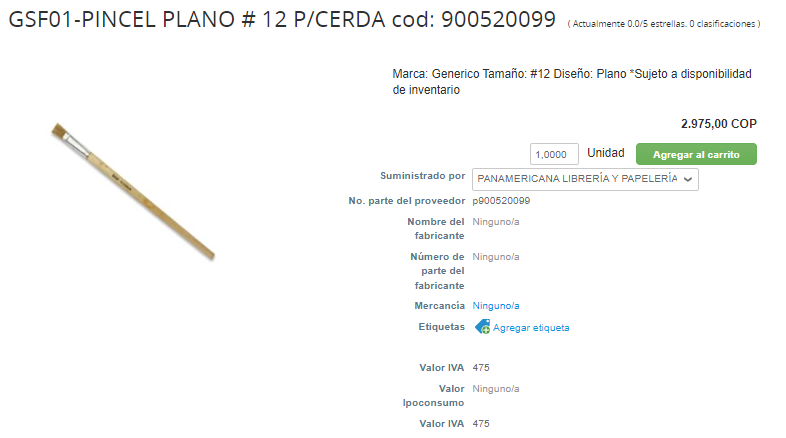 GSF01-PINCEL PLANO # 12 P/CERDA cod: 900520099 ( Actualmente 0.0/5 estrellas. 0 clasificaciones )
Marca: Generico Tamaño: #12 Diseño: Plano *Sujeto a disponibilidad
de inventario
2.975,00 COP
1,0000 Unidad Agregar al carrito
Suministrado por PANAMERICANA LIBRERÍA Y PAPELERÍA
No. parte del proveedor p900520099
Nombre del Ninguno/a
fabricante
Número de Ninguno/a
parte del
fabricante
Mercancía Ninguno/a
Etiquetas Agregar etiqueta
Valor IVA 475
Valor Ninguno/a
Ipoconsumo
Valor IVA 475